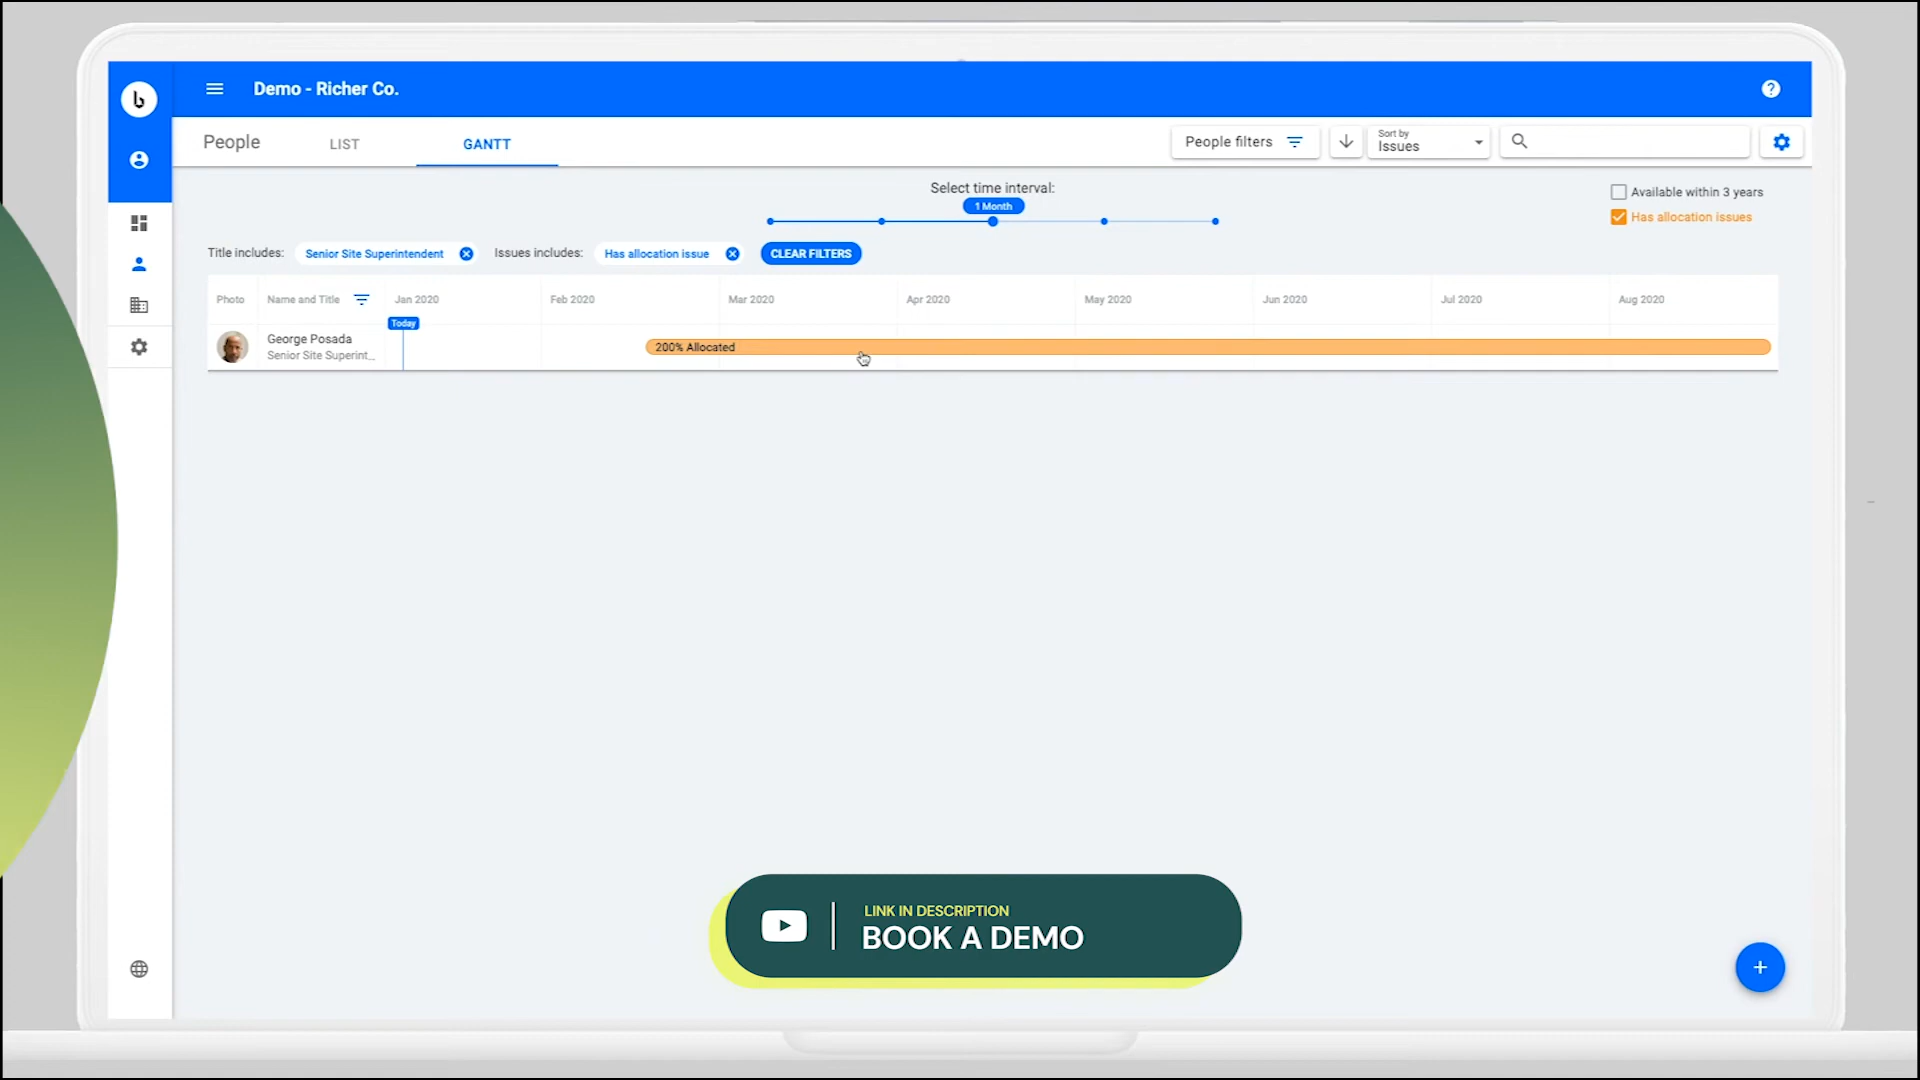 b
Demo - Richer Co.
?
People
LIST
GANTT
People filters
Sort by
Issues
Select time interval:
1 Month
Available within 3 years
Has allocation issues
Title includes:
Senior Site Superintendent
Issues includes:
Has allocation issue
CLEAR FILTERS
Photo
Name and Title
Jan 2020
Feb 2020
Mar 2020
Apr 2020
May 2020
Jun 2020
Jul 2020
Aug 2020
Today
George Posada
Senior Site Superint...
200% Allocated
LINK IN DESCRIPTION
BOOK A DEMO